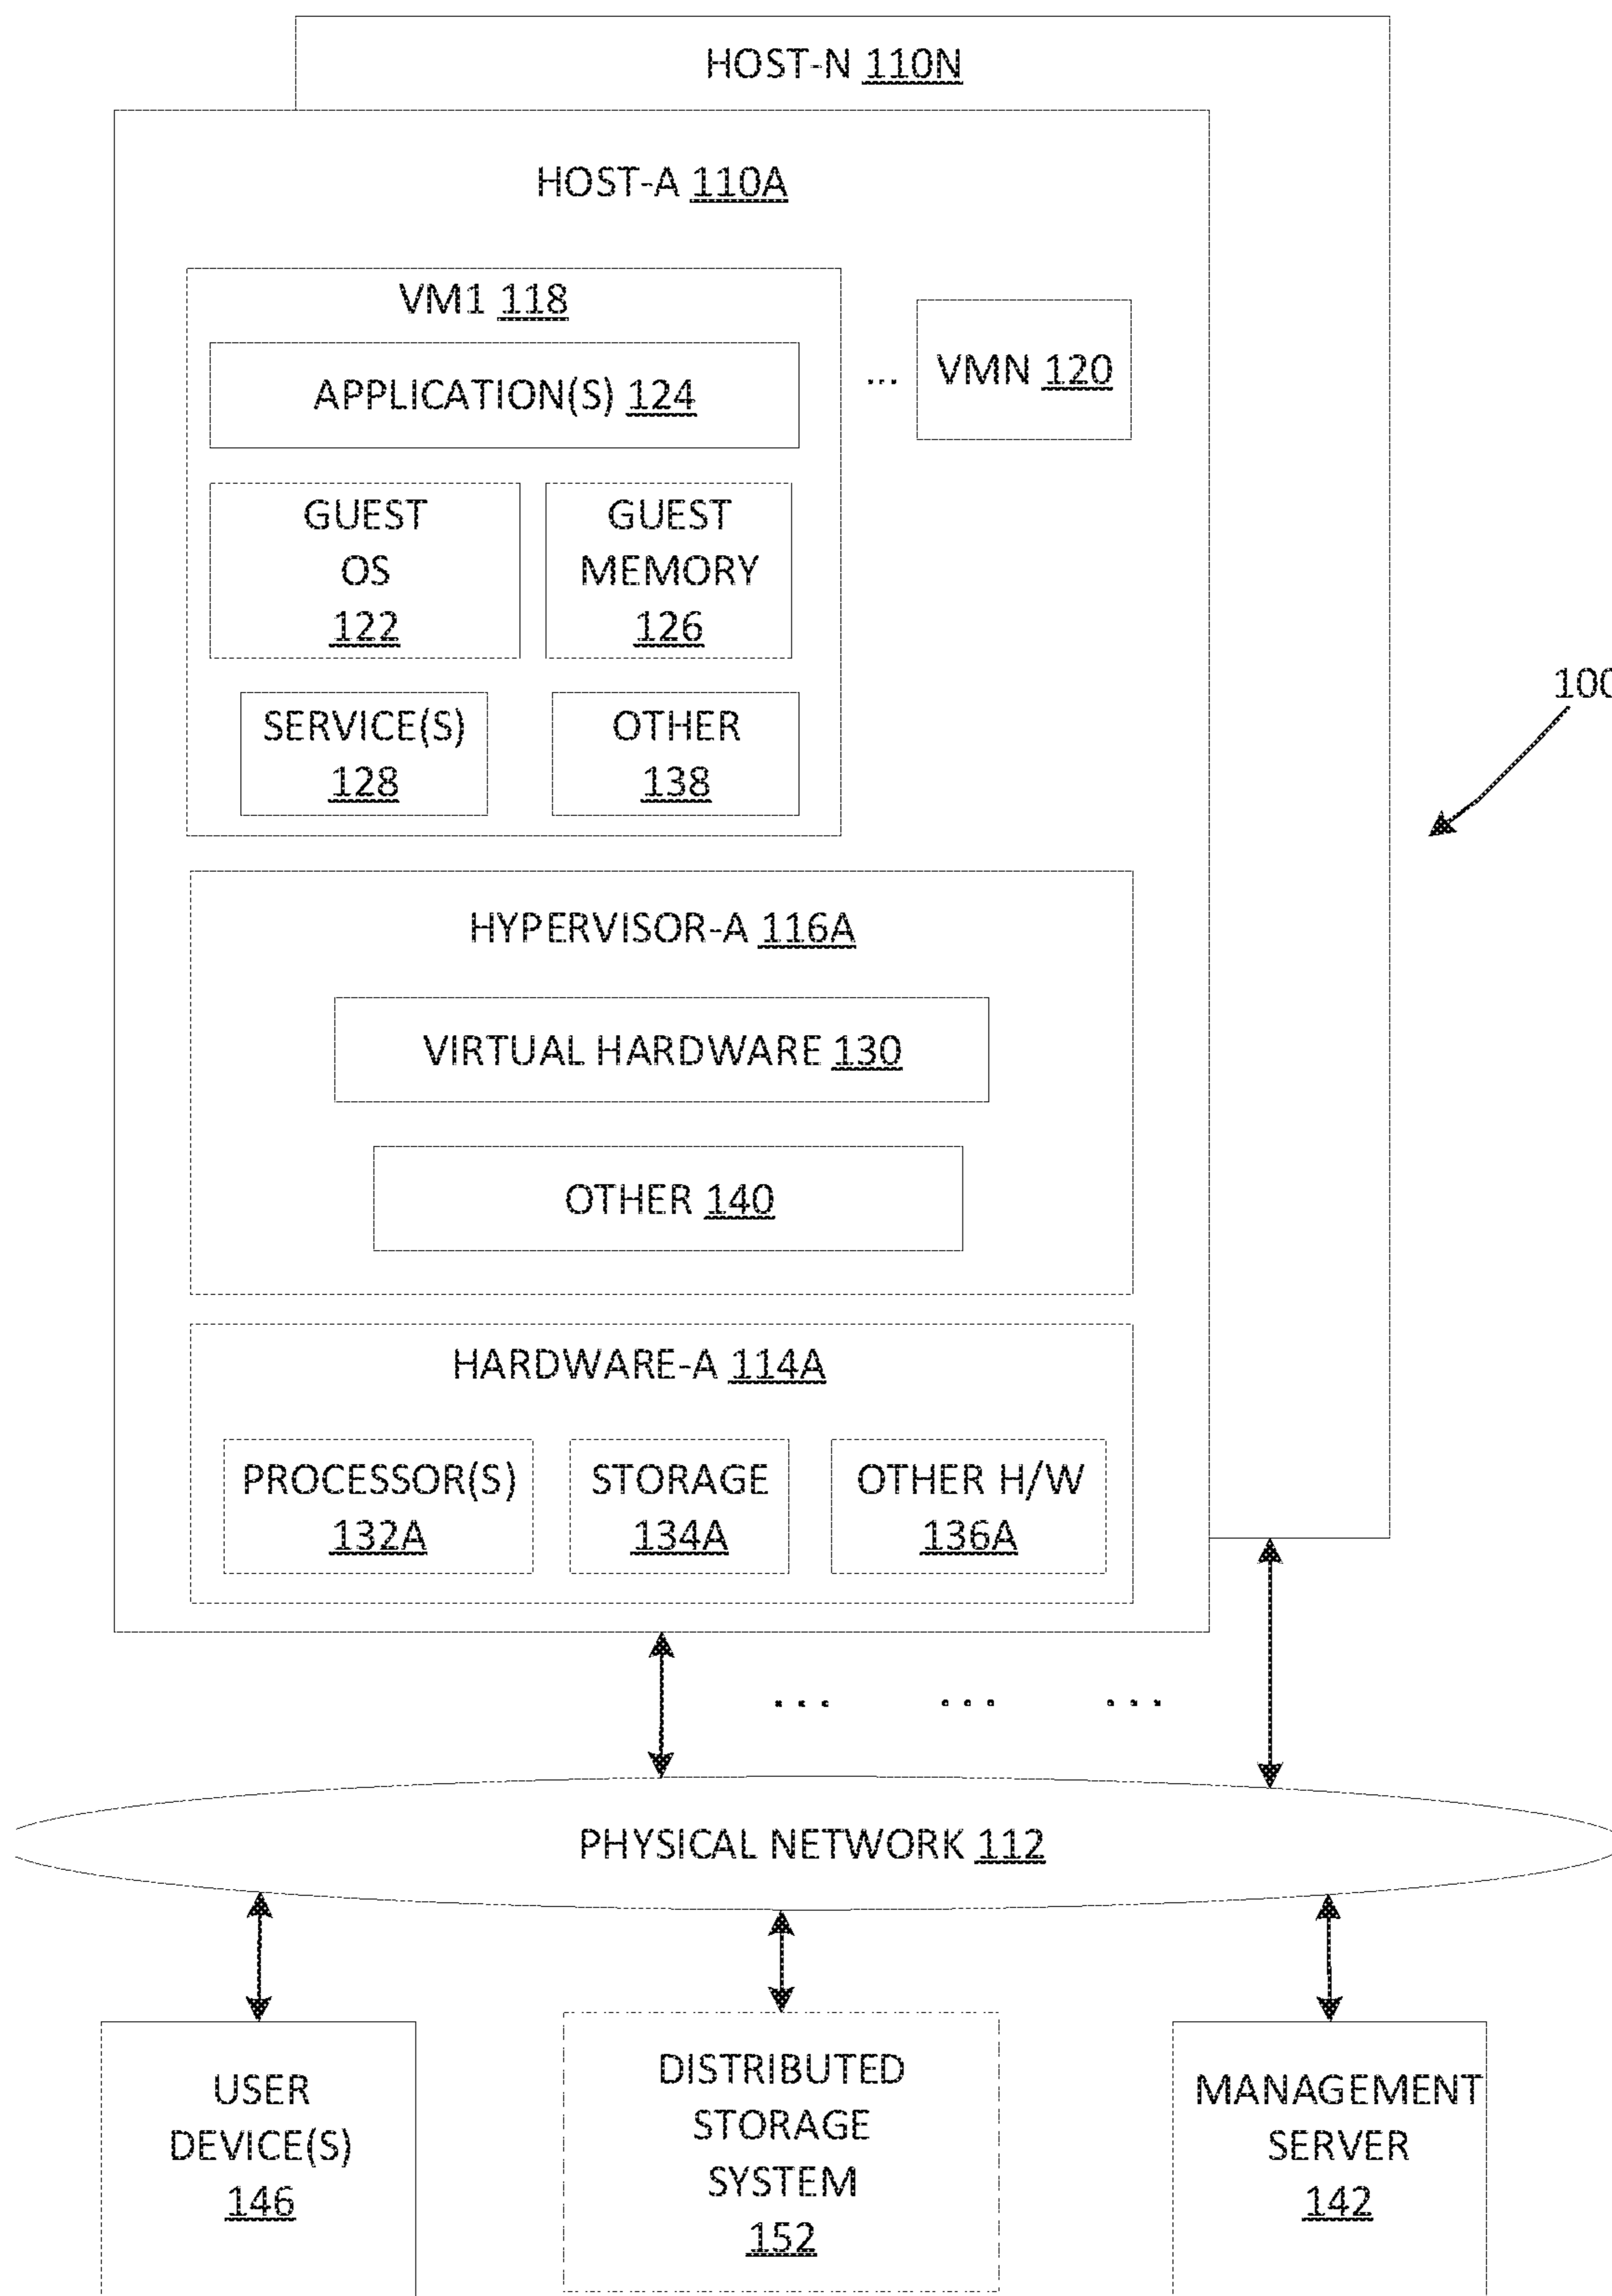 HOST-N 110N
HOST-A 110A
VM1 118
APPLICATION(S) 124
... VMN 120
GUEST
OS
122
GUEST
MEMORY
126
SERVICE(S)
128
OTHER
138
100
HYPERVISOR-A 116A
VIRTUAL HARDWARE 130
OTHER 140
HARDWARE-A 114A
PROCESSOR(S)
132A
STORAGE
134A
OTHER H/W
136A
... ... ...
PHYSICAL NETWORK 112
USER
DEVICE(S)
146
DISTRIBUTED
STORAGE
SYSTEM
152
MANAGEMENT
SERVER
142